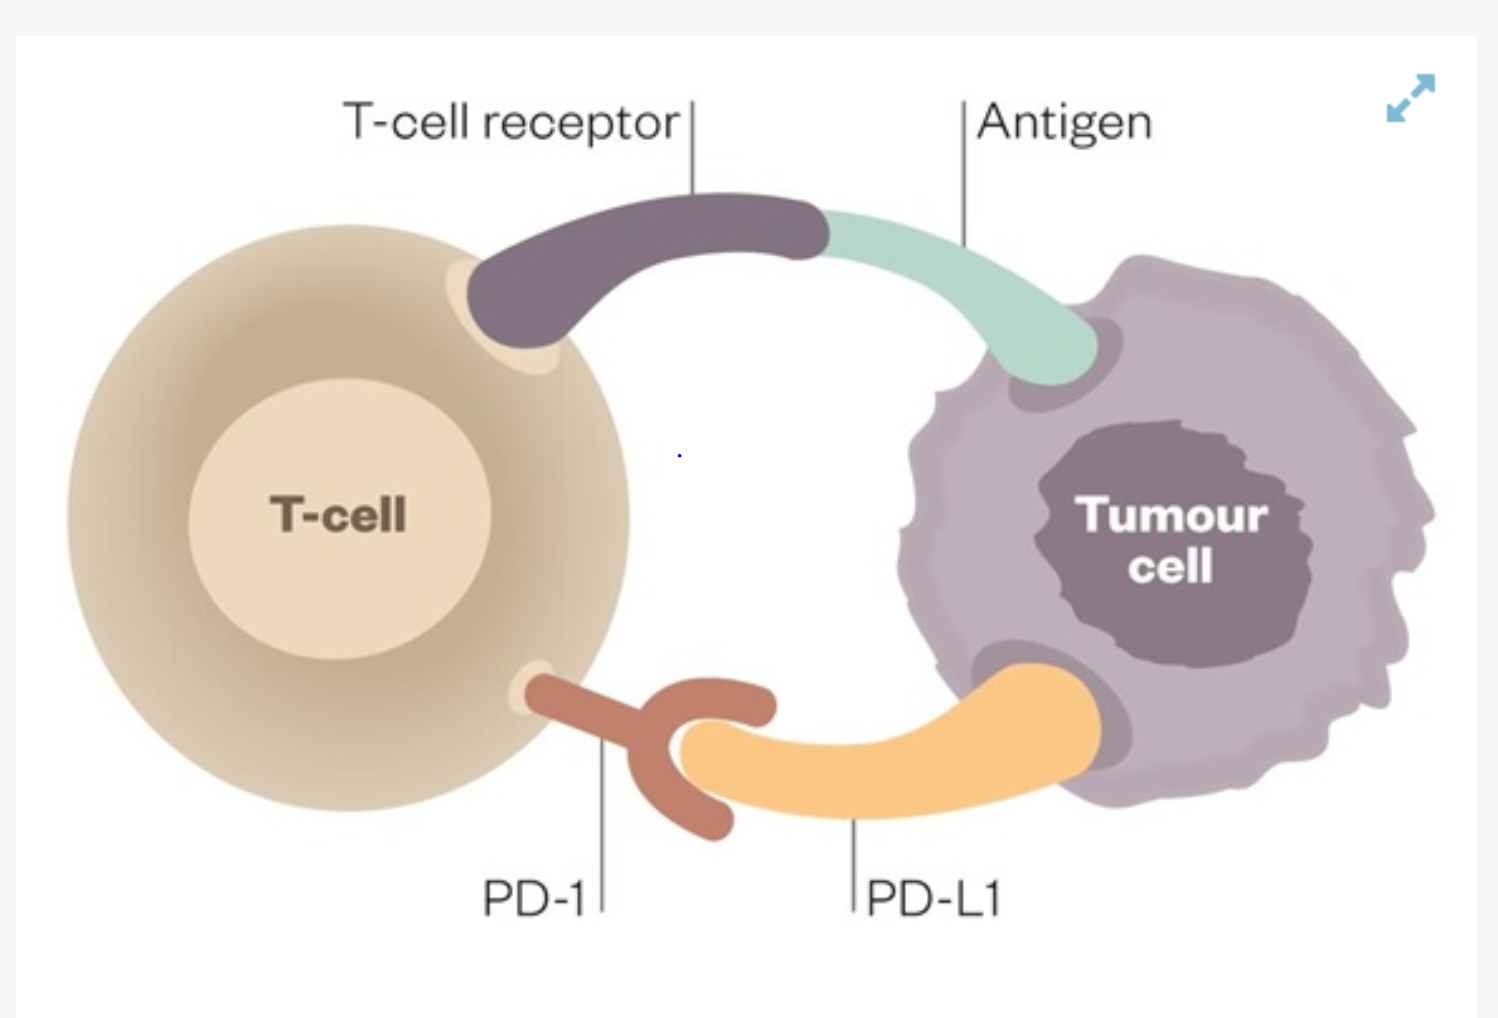 T-cell receptor
Antigen
T-cell
Tumour
cell
PD-1
PD-L1